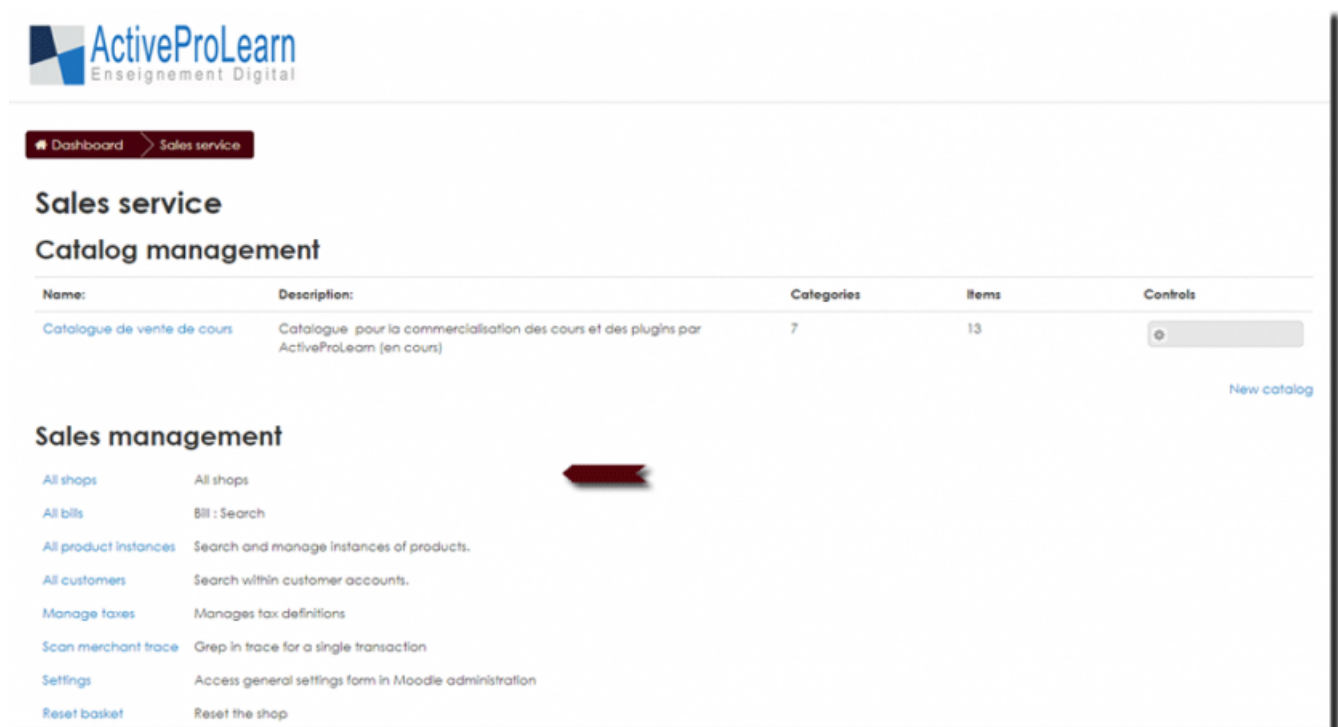 ActiveProLearn
Enseignement Digital
Dashboard Sales service
Sales service
Catalog management
Name: Description: Categories Items Controls
Catalogue de vente de cours Catalogue pour la commercialisation des cours et des plugins par 7 13
ActiveProLearn (en cours)
New catalog
Sales management
All shops All shops
All bills Bill : Search
All product instances Search and manage instances of products.
All customers Search within customer accounts.
Manage taxes Manages tax definitions
Scan merchant trace Grep in trace for a single transaction
Settings Access general settings form in Moodle administration
Reset basket Reset the shop